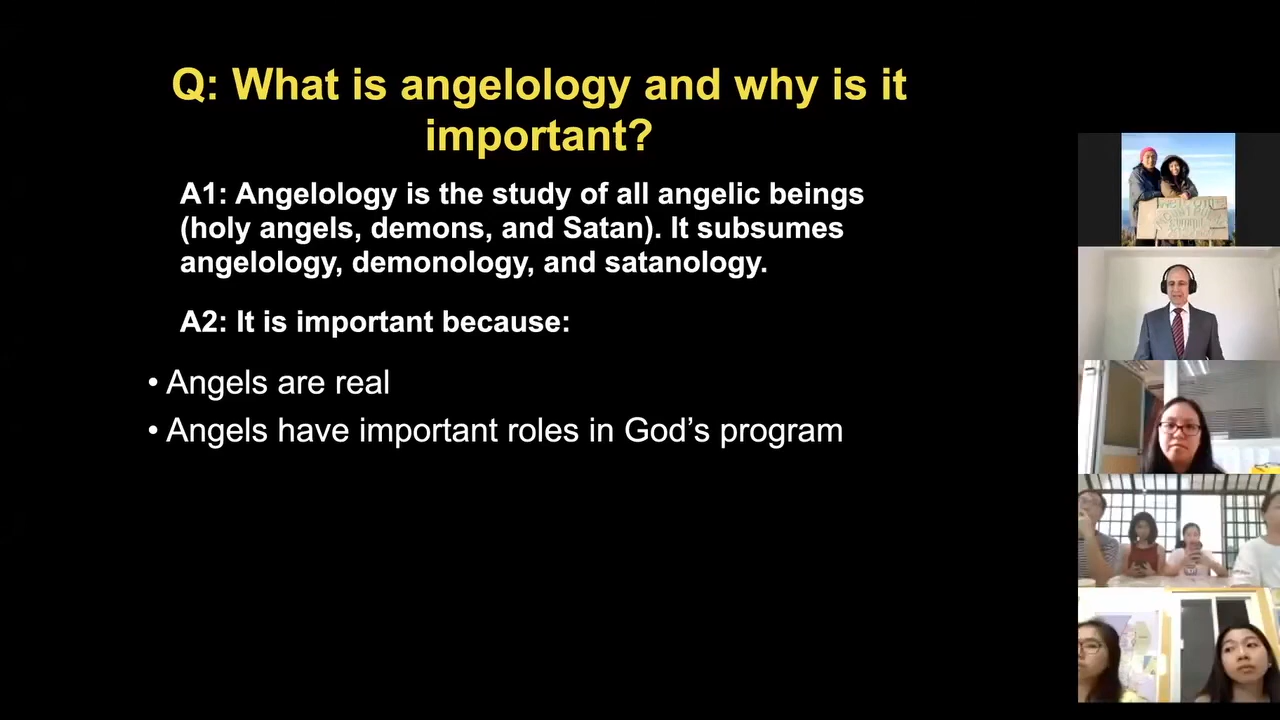 Q: What is angelology and why is it
important?
A1: Angelology is the study of all angelic beings
(holy angels, demons, and Satan). It subsumes
angelology, demonology, and satanology.
A2: It is important because:
• Angels are real
• Angels have important roles in God’s program